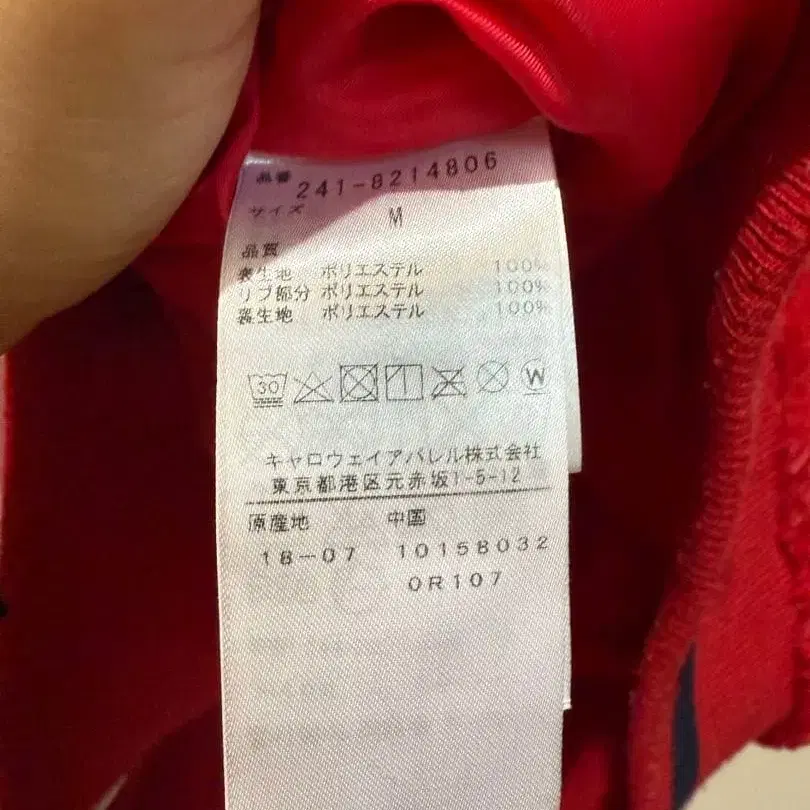 品番 241-8214806
サイズ M
品質
表生地 ポリエステル 100%
リブ部分 ポリエステル 100%
裏生地 ポリエステル 100%
30 W
キャロウェイアパレル株式会社
東京都港区元赤坂1-5-12
原産地 中国
18-07 10158032
0R107